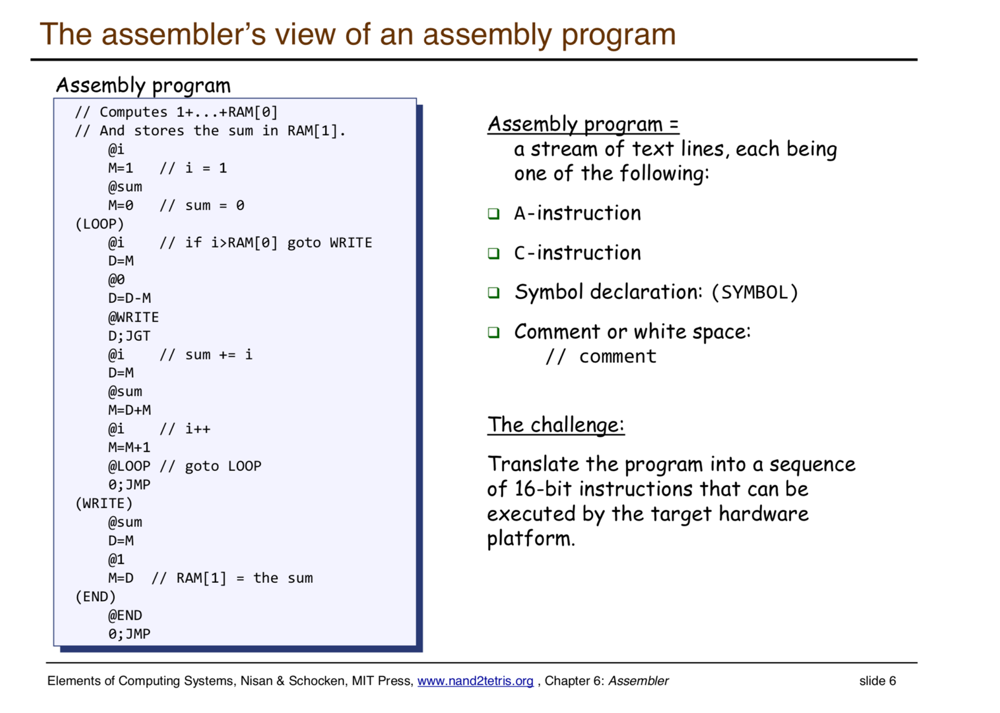 The assembler's view of an assembly program
Assembly program
// Computes 1+...+RAM[0]
// And stores the sum in RAM[1].
@i
M=1 // i = 1
@sum
M=0 // sum = 0
(LOOP)
@i // if i>RAM[0] goto WRITE
D=M
@0
D=D-M
@WRITE
D;JGT
@i // sum += i
D=M
@sum
M=D+M
@i // i++
M=M+1
@LOOP // goto LOOP
0;JMP
(WRITE)
@sum
D=M
@1
M=D // RAM[1] = the sum
(END)
@END
0;JMP
Assembly program =
a stream of text lines, each being
one of the following:
❑ A-instruction
❑ C-instruction
❑ Symbol declaration: (SYMBOL)
❑ Comment or white space:
// comment
The challenge:
Translate the program into a sequence
of 16-bit instructions that can be
executed by the target hardware
platform.
Elements of Computing Systems, Nisan & Schocken, MIT Press, www.nand2tetris.org , Chapter 6: Assembler slide 6